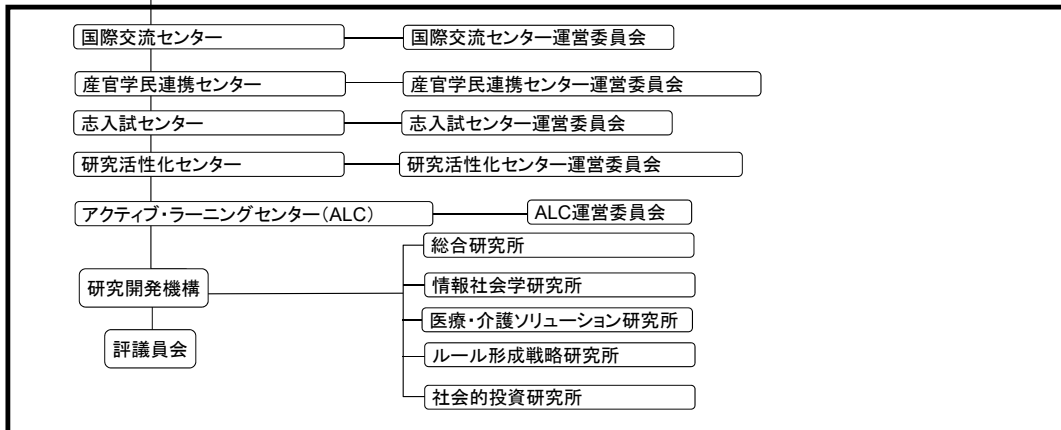 国際交流センター
国際交流センター運営委員会
産官学民連携センター
産官学民連携センター運営委員会
志入試センター
志入試センター運営委員会
研究活性化センター
研究活性化センター運営委員会
アクティブ・ラーニングセンター(ALC)
ALC運営委員会
総合研究所
研究開発機構
情報社会学研究所
医療・介護ソリューション研究所
評議員会
ルール形成戦略研究所
社会的投資研究所